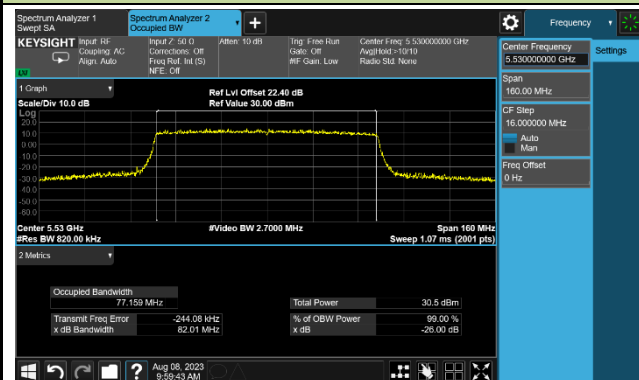 Spectrum Analyzer 1
Swept SA
Spectrum Analyzer 2
Occupied BW
Frequency
KEYSIGHT
Input: RF
Coupling: AC
Align: Auto
Input Z: 50 Ω
Corrections: Off
Freq Ref: Int (S)
NFE: Off
Atten: 10 dB
Trig: Free Run
Gate: Off
#IF Gain: Low
Center Freq: 5.530000000 GHz
Avg|Hold:>10/10
Radio Std: None
Center Frequency
5.530000000 GHz
Settings
Span
160.00 MHz
CF Step
16.000000 MHz
Auto
Man
Freq Offset
0 Hz
1 Graph
Scale/Div 10.0 dB
Ref Lvl Offset 22.40 dB
Ref Value 30.00 dBm
Log
20.0
10.0
0.00
-10.0
-20.0
-30.0
-40.0
-50.0
-60.0
Center 5.53 GHz
#Video BW 2.7000 MHz
Span 160 MHz
#Res BW 820.00 kHz
Sweep 1.07 ms (2001 pts)
2 Metrics
Occupied Bandwidth
77.159 MHz
Total Power
30.5 dBm
Transmit Freq Error
-244.08 kHz
% of OBW Power
99.00 %
x dB Bandwidth
82.01 MHz
x dB
-26.00 dB
Aug 08, 2023
9:59:43 AM